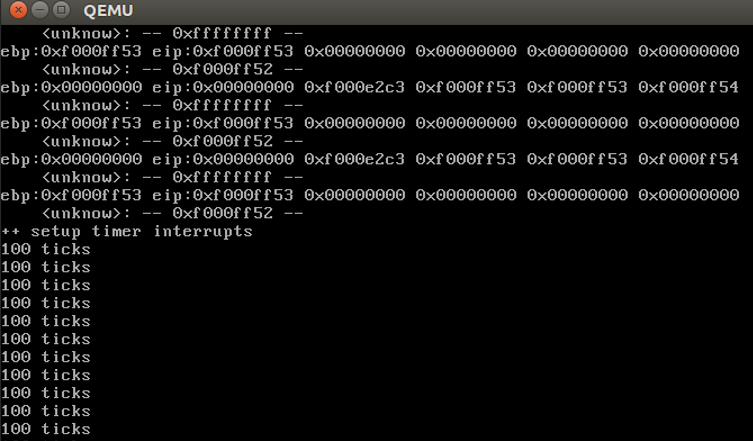 QEMU
<unknow>: -- 0xffffffff --
ebp:0xf000ff53 eip:0xf000ff53 0x00000000 0x00000000 0x00000000 0x00000000
<unknow>: -- 0xf000ff52 --
ebp:0x00000000 eip:0x00000000 0xf000e2c3 0xf000ff53 0xf000ff53 0xf000ff54
<unknow>: -- 0xffffffff --
ebp:0xf000ff53 eip:0xf000ff53 0x00000000 0x00000000 0x00000000 0x00000000
<unknow>: -- 0xf000ff52 --
ebp:0x00000000 eip:0x00000000 0xf000e2c3 0xf000ff53 0xf000ff53 0xf000ff54
<unknow>: -- 0xffffffff --
ebp:0xf000ff53 eip:0xf000ff53 0x00000000 0x00000000 0x00000000 0x00000000
<unknow>: -- 0xf000ff52 --
++ setup timer interrupts
100 ticks
100 ticks
100 ticks
100 ticks
100 ticks
100 ticks
100 ticks
100 ticks
100 ticks
100 ticks
100 ticks